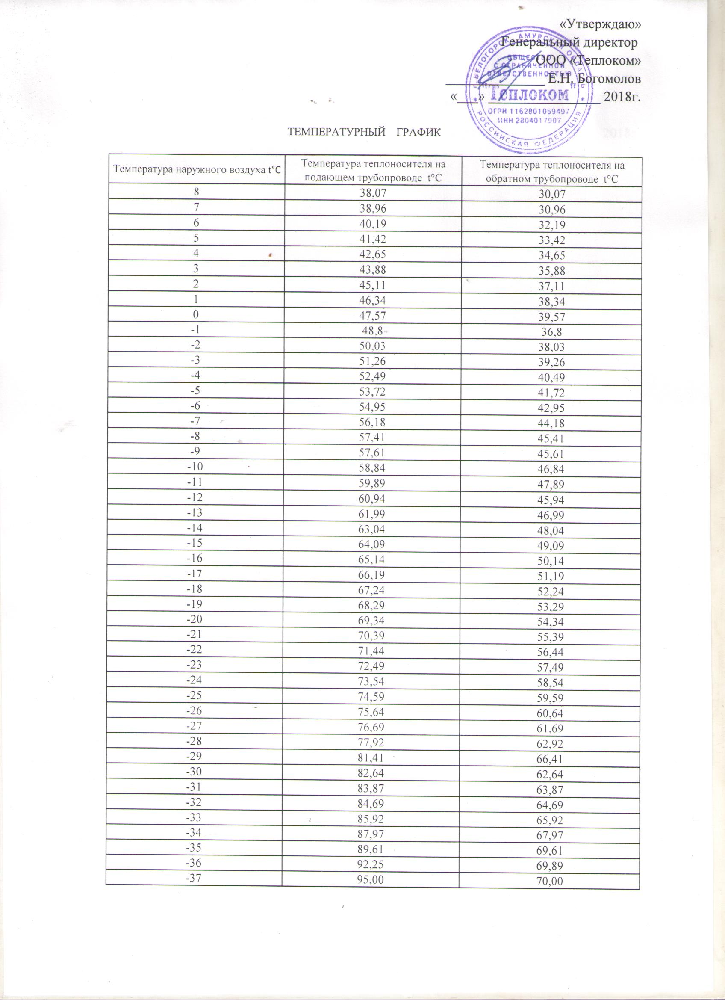 «Утверждаю»
Генеральный директор
ООО «Теплоком»
Е.Н. Богомолов
«___» ________________ 2018г.
Г. БЕЛОГОРСК АМУРСКАЯ ОБЛАСТЬ
ОБЩЕСТВО
С ОГРАНИЧЕННОЙ
ОТВЕТСТВЕННОСТЬЮ
"Теплоком"
ОГРН 1162801059497
ИНН 2804017907
* РОССИЙСКАЯ ФЕДЕРАЦИЯ *
ТЕМПЕРАТУРНЫЙ ГРАФИК
Температура наружного воздуха t°C
Температура теплоносителя на
подающем трубопроводе t°C
Температура теплоносителя на
обратном трубопроводе t°C
8 38,07 30,07
7 38,96 30,96
6 40,19 32,19
5 41,42 33,42
4 42,65 34,65
3 43,88 35,88
2 45,11 37,11
1 46,34 38,34
0 47,57 39,57
-1 48,8 36,8
-2 50,03 38,03
-3 51,26 39,26
-4 52,49 40,49
-5 53,72 41,72
-6 54,95 42,95
-7 56,18 44,18
-8 57,41 45,41
-9 57,61 45,61
-10 58,84 46,84
-11 59,89 47,89
-12 60,94 45,94
-13 61,99 46,99
-14 63,04 48,04
-15 64,09 49,09
-16 65,14 50,14
-17 66,19 51,19
-18 67,24 52,24
-19 68,29 53,29
-20 69,34 54,34
-21 70,39 55,39
-22 71,44 56,44
-23 72,49 57,49
-24 73,54 58,54
-25 74,59 59,59
-26 75,64 60,64
-27 76,69 61,69
-28 77,92 62,92
-29 81,41 66,41
-30 82,64 62,64
-31 83,87 63,87
-32 84,69 64,69
-33 85,92 65,92
-34 87,97 67,97
-35 89,61 69,61
-36 92,25 69,89
-37 95,00 70,00